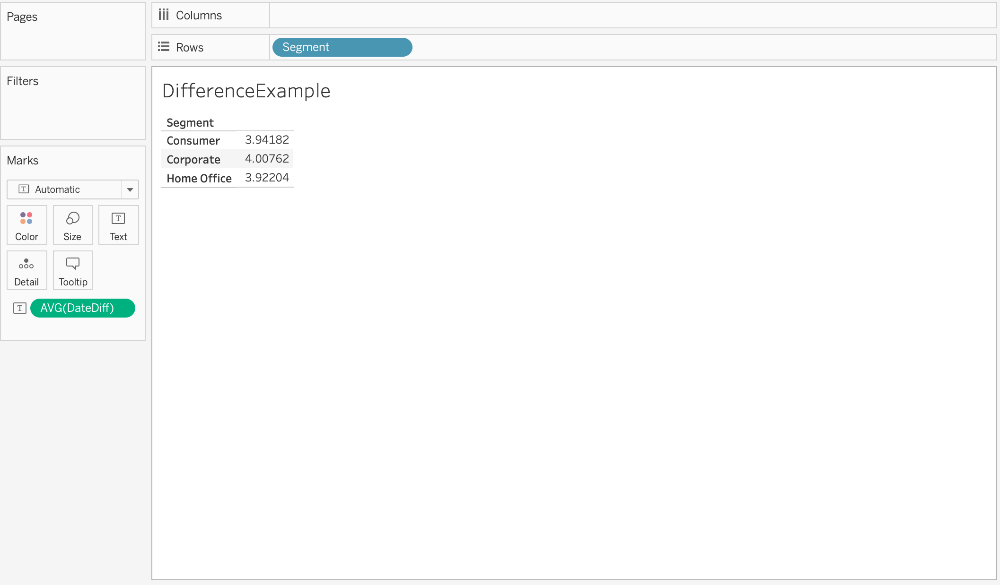 Pages
Columns
Rows
Segment
Filters
DifferenceExample
Segment
Consumer 3.94182
Corporate 4.00762
Home Office 3.92204
Marks
T Automatic
Color
Size
T
Text
Detail
Tooltip
T AVG(DateDiff)